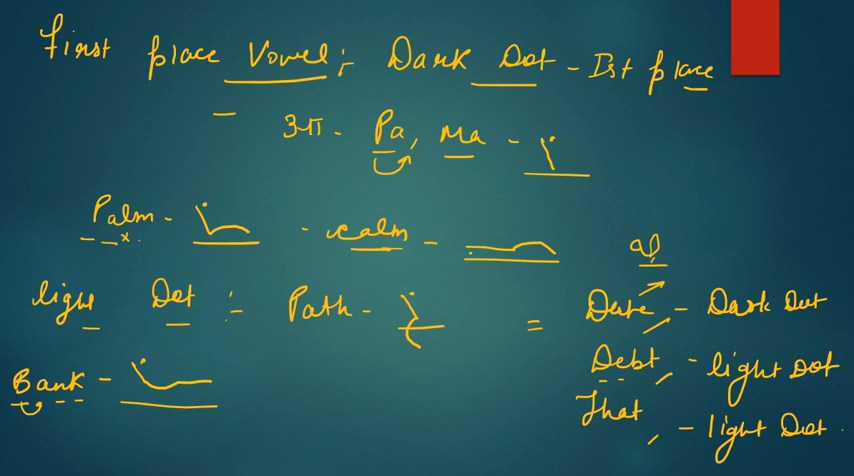 First place Vowel :- Dark Dot - Ist place
- आ - Pa, Ma -
Palm - - calm -
light Dot :- Path - = Date - Dark Dot
Bank - Debt, - light Dot
That, - light Dot.